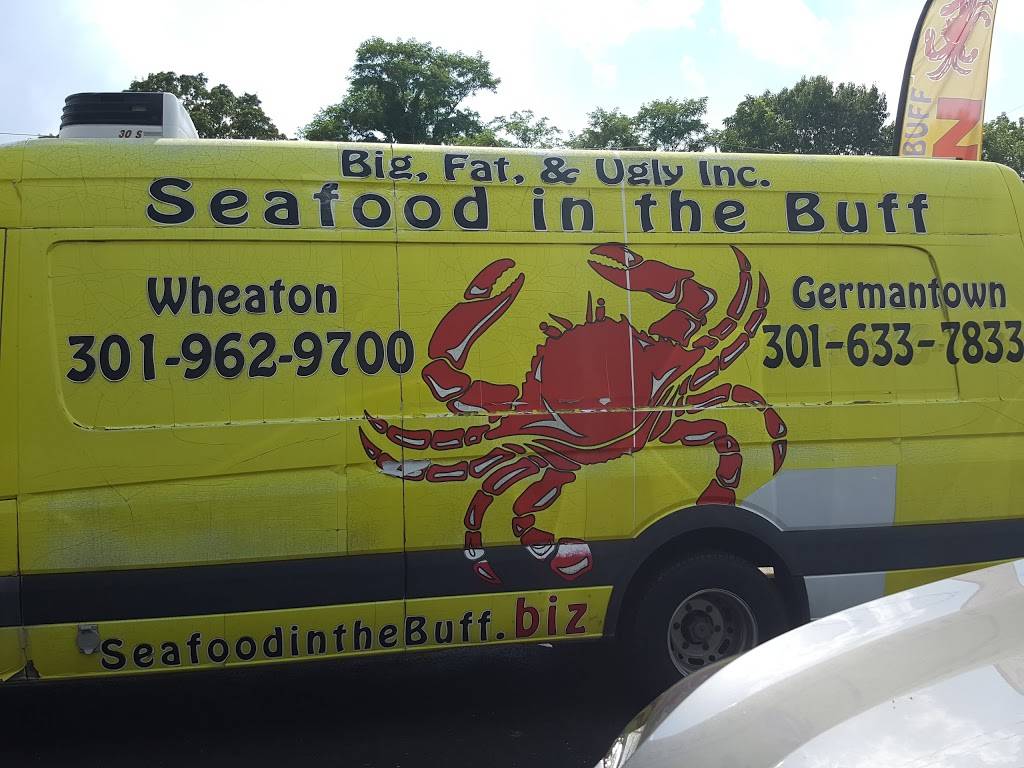 30 S
BUFF
N
Big, Fat, & Ugly Inc.
Seafood in the Buff
Wheaton
301-962-9700
Germantown
301-633-7833
SeafoodintheBuff.biz